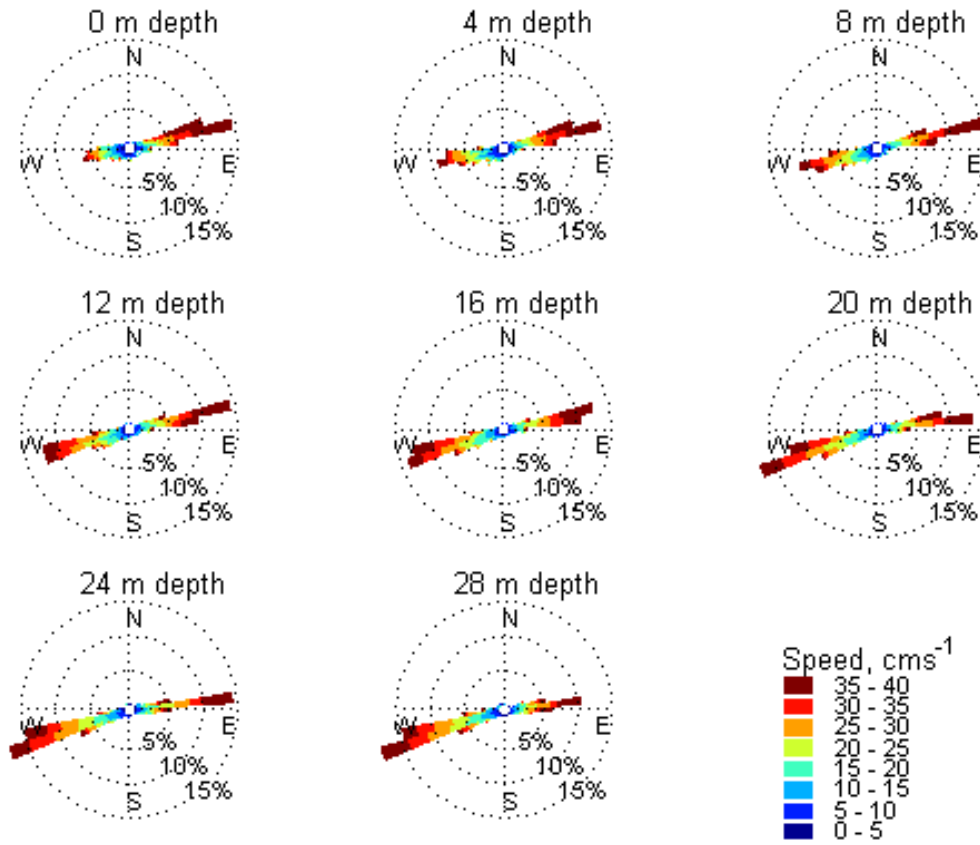 0 m depth
N
W
E
5%
10%
15%
S
4 m depth
N
W
E
5%
10%
15%
S
8 m depth
N
W
E
5%
10%
15%
S
12 m depth
N
W
E
5%
10%
15%
S
16 m depth
N
W
E
5%
10%
15%
S
20 m depth
N
W
E
5%
10%
15%
S
24 m depth
N
W
E
5%
10%
15%
S
28 m depth
N
W
E
5%
10%
15%
S
Speed, cms⁻¹
35 - 40
30 - 35
25 - 30
20 - 25
15 - 20
10 - 15
5 - 10
0 - 5